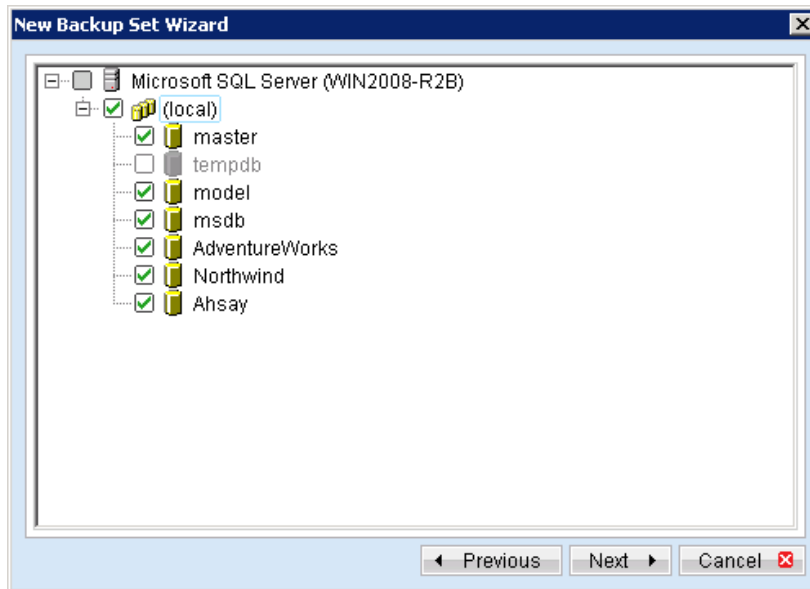 New Backup Set Wizard
Microsoft SQL Server (WIN2008-R2B)
(local)
master
tempdb
model
msdb
AdventureWorks
Northwind
Ahsay
Previous
Next
Cancel